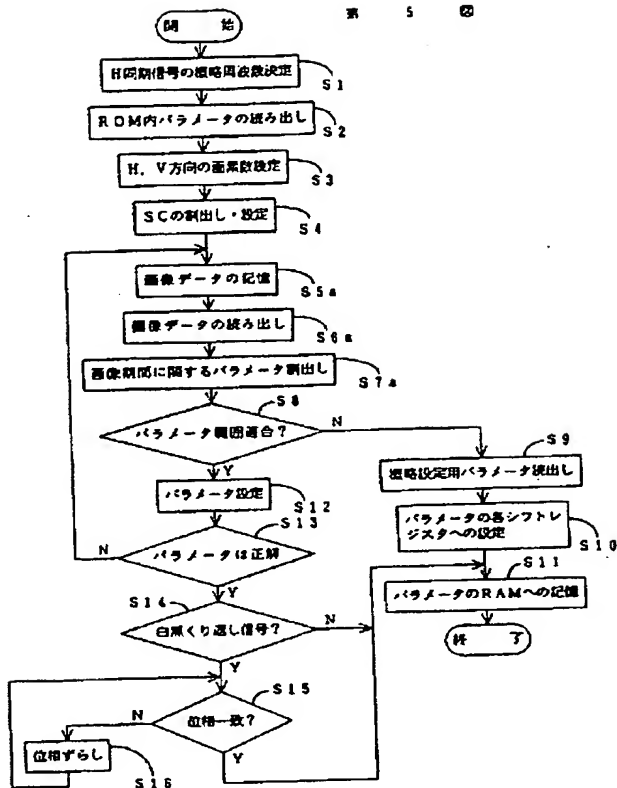 第 5 図
開 始
H同期信号の概略周波数決定
S1
ROM内パラメータの読み出し
S2
H，V方向の画素数設定
S3
SCの割出し・設定
S4
画像データの記憶
S5a
画像データの読み出し
S6a
画像期間に関するパラメータ割出し
S7a
S8
パラメータ範囲適合？
N
Y
S9
概略設定用パラメータ読出し
パラメータ設定
S12
パラメータの各シフトレ
ジスタへの設定
S10
S13
パラメータは正解
N
Y
S11
パラメータのRAMへの記憶
S14
白黒くり返し信号？
N
Y
終 了
S15
位相一致？
N
Y
位相ずらし
S16